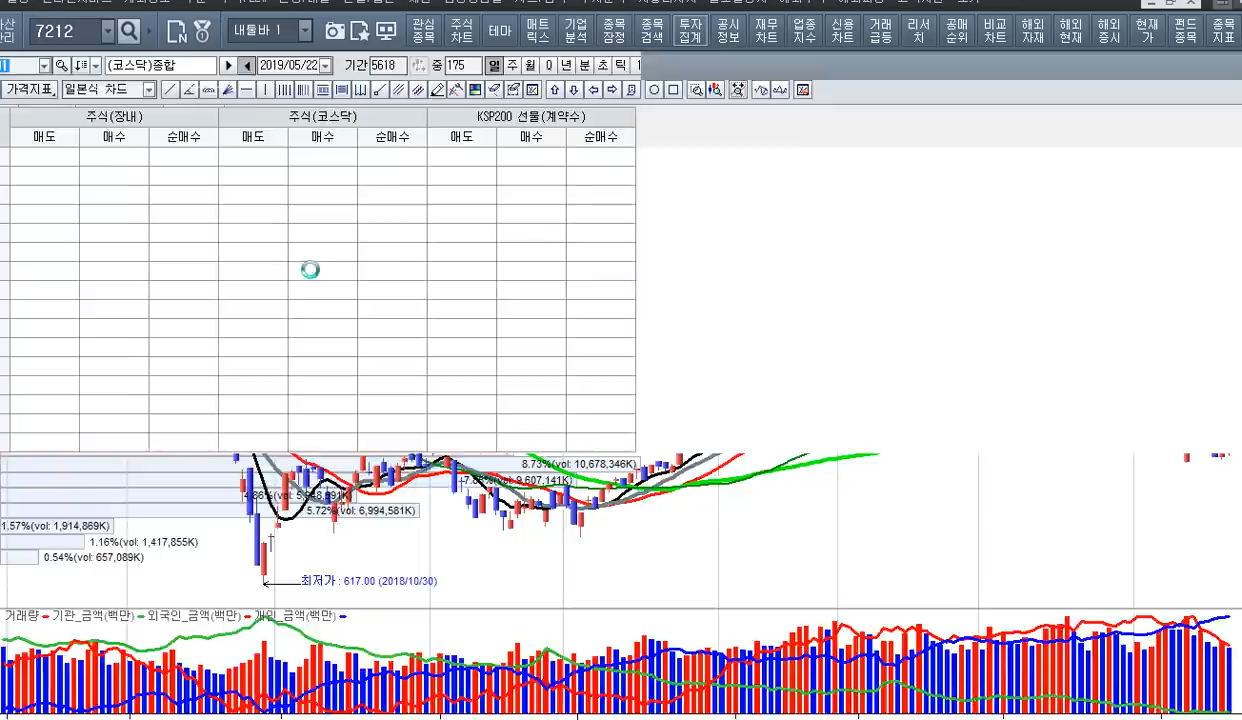 산 7212 내툴바 1 관심 주식 테마 매트 기업 종목 종목 투자 공시 재무 업종 신용 거래 리서 공매 비교 해외 해외 해외 현재 펀드 종목
리 종목 차트 릭스 분석 잠정 검색 집계 정보 차트 지수 차트 급등 치 순위 차트 자재 현재 증시 가 종목 지표
(코스닥)종합 2019/05/22 기간 5618 중 175 일 주 월 Q 년 분 초 틱 1
가격지표 일본식 차트
주식(장내) 주식(코스닥) KSP200 선물(계약수)
매도 매수 순매수 매도 매수 순매수 매도 매수 순매수
8.73%(vol: 10,678,346K)
9,607,141K)
5.72%(vol: 6,994,581K)
1.57%(vol: 1,914,869K)
1.16%(vol: 1,417,855K)
0.54%(vol: 657,089K)
최저가 : 617.00 (2018/10/30)
거래량 기관_금액(백만) 외국인_금액(백만) 개인_금액(백만)